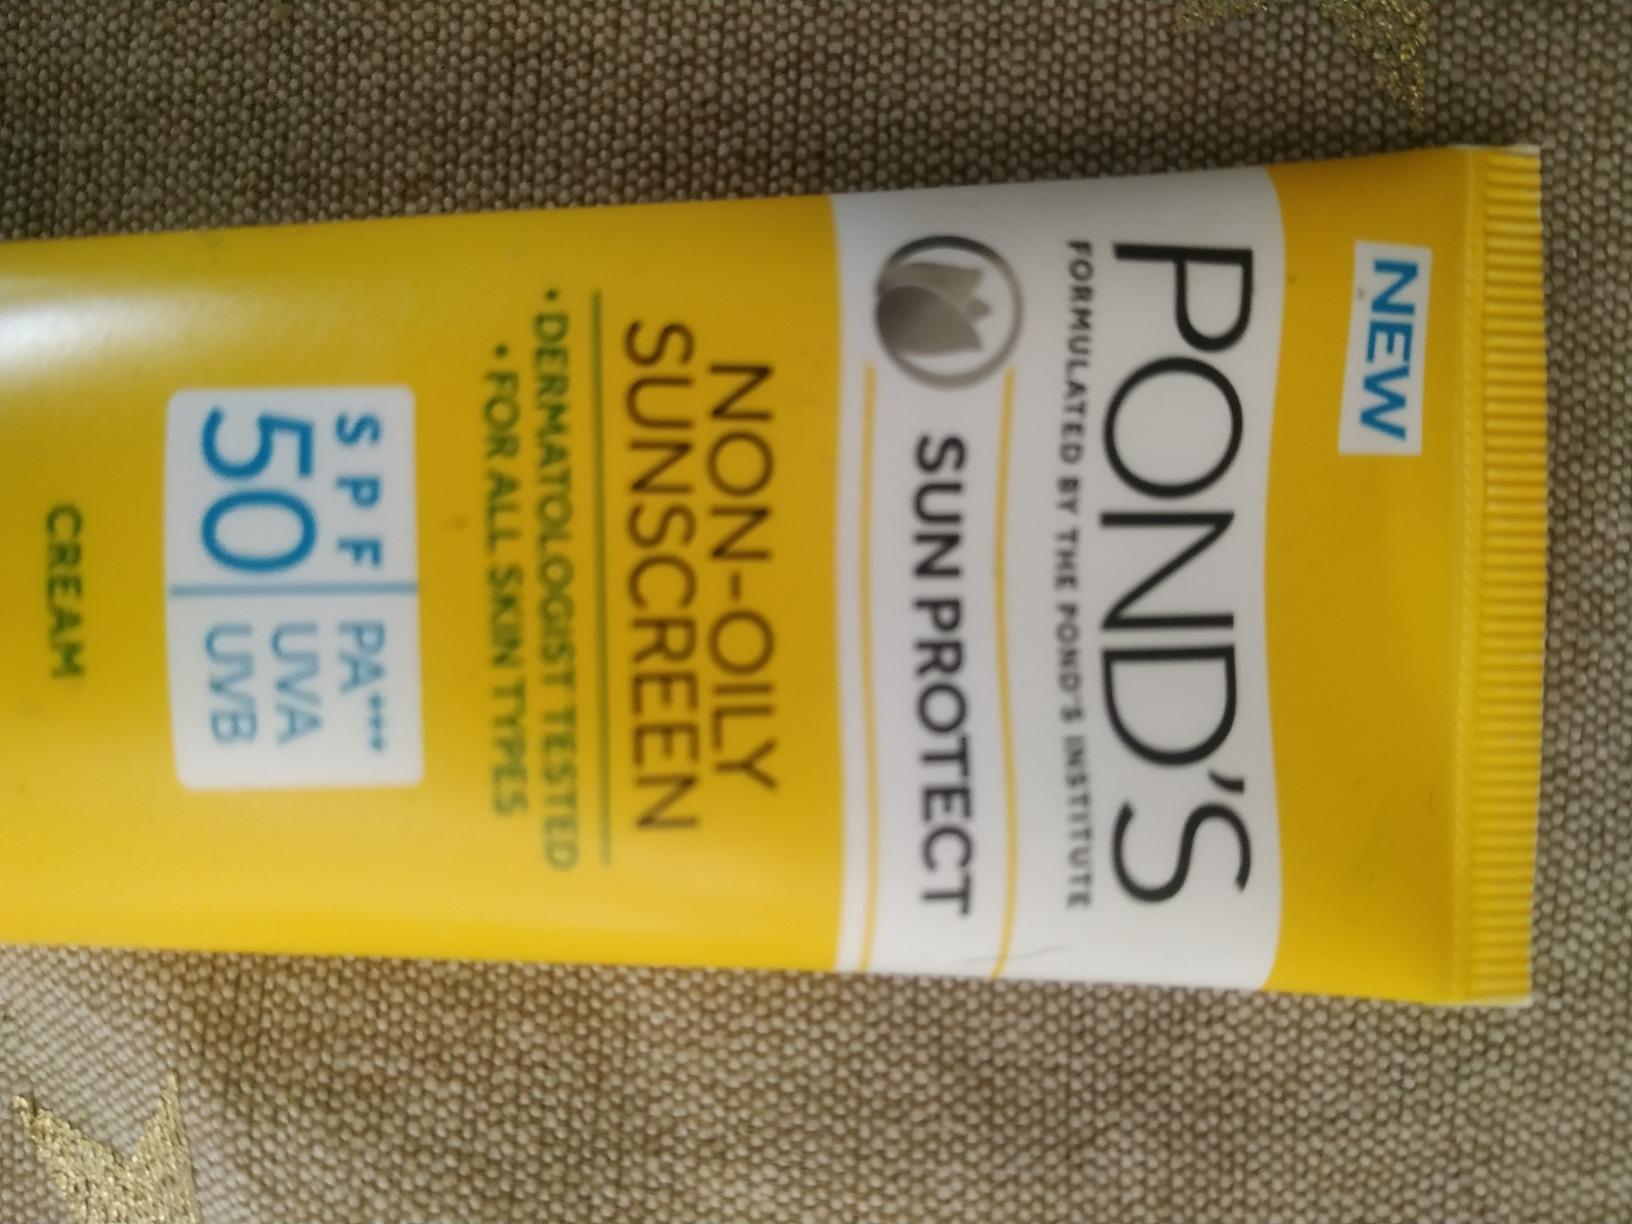 NEW
POND'S
FORMULATED BY THE POND'S INSTITUTE
SUN PROTECT
NON-OILY
SUNSCREEN
• DERMATOLOGIST TESTED
• FOR ALL SKIN TYPES
SPF PA+++
50 UVA
UVB
CREAM